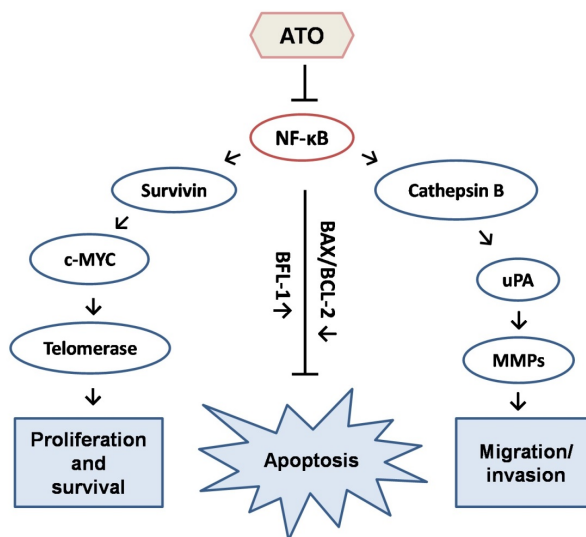 ATO
NF-κB
Survivin
Cathepsin B
c-MYC
BFL-1↑
BAX/BCL-2
↓
uPA
Telomerase
MMPs
Proliferation
and
survival
Apoptosis
Migration/
invasion